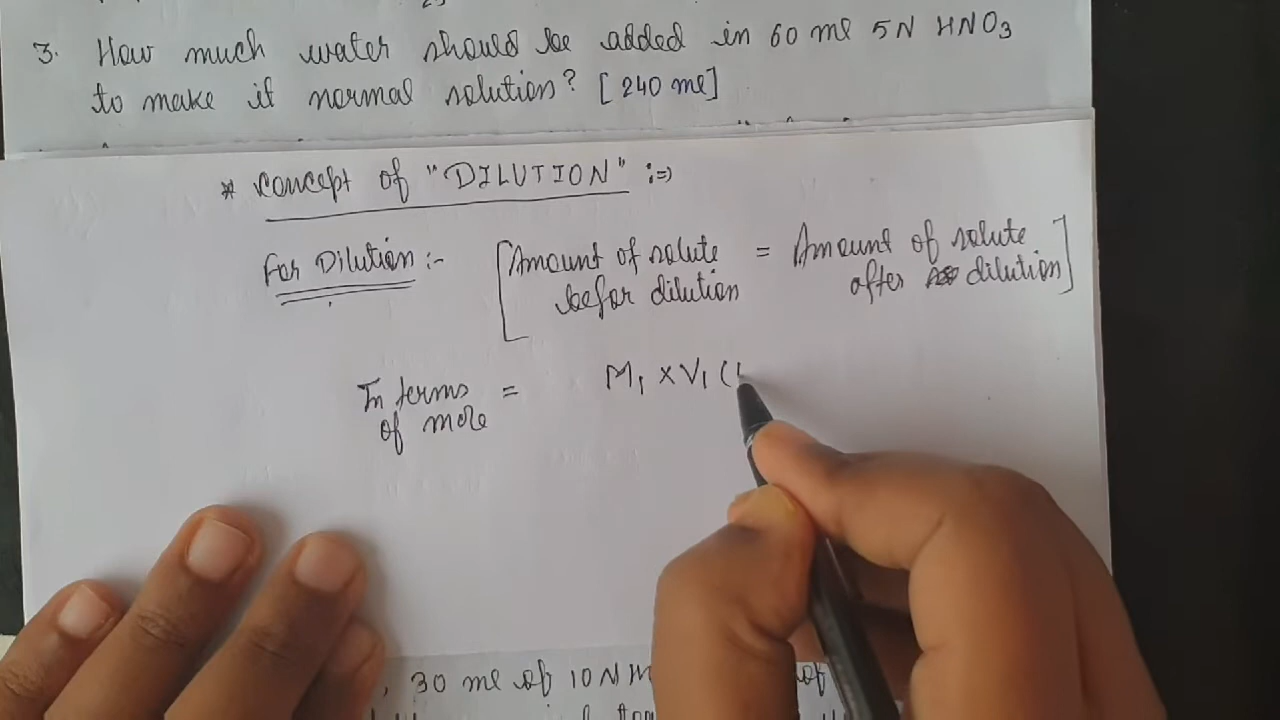 3. How much water should be added in 60 ml 5N HNO3
to make it normal solution? [240 ml]
* Concept of "DILUTION" :=>
For Dilution :- [Amount of solute = Amount of solute
befor dilution after dilution]
In terms = M1 × V1 (
of more
, 30 ml of 10 N of